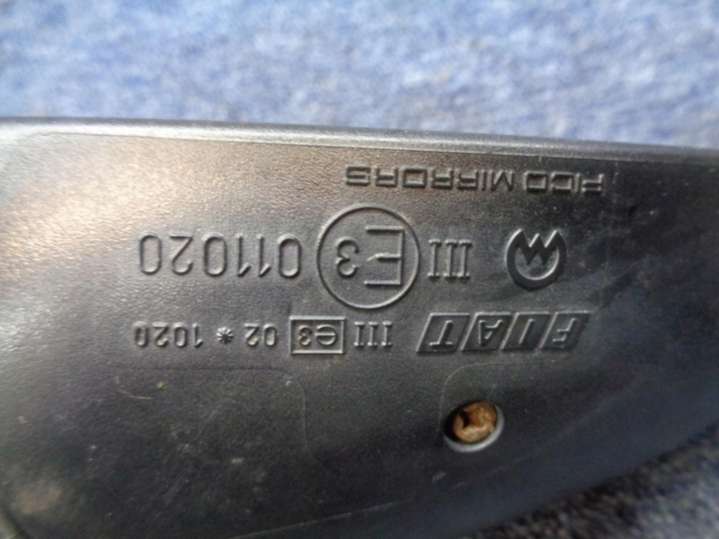 FIAT III e3 02 * 1020
III E3 011020
FICO MIRRORS